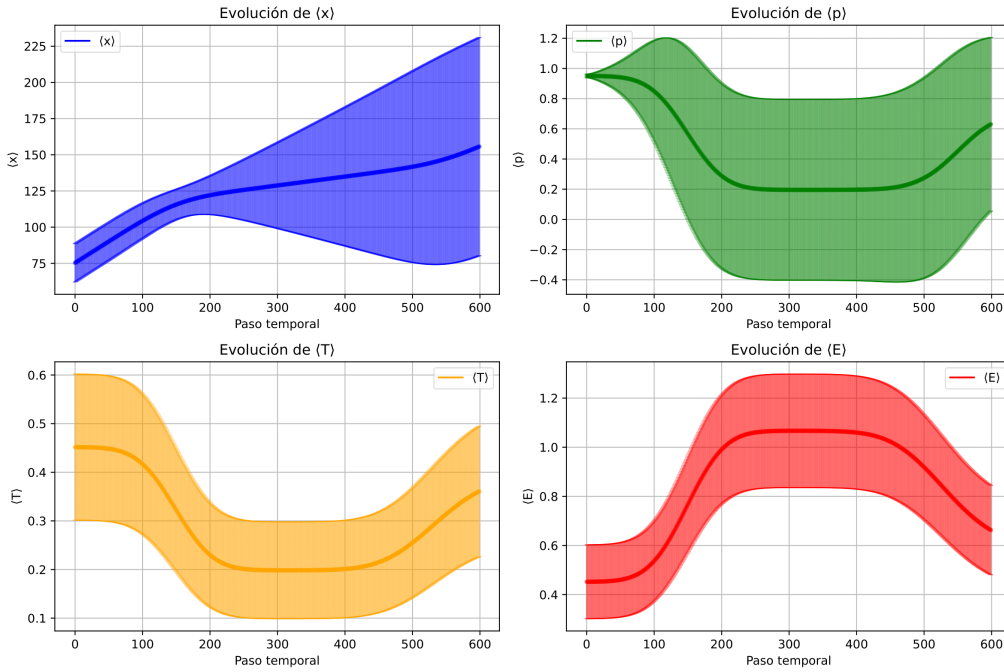 Evolución de ⟨x⟩
⟨x⟩
⟨x⟩
225
200
175
150
125
100
75
0 100 200 300 400 500 600
Paso temporal
Evolución de ⟨p⟩
⟨p⟩
⟨p⟩
1.2
1.0
0.8
0.6
0.4
0.2
0.0
−0.2
−0.4
0 100 200 300 400 500 600
Paso temporal
Evolución de ⟨T⟩
⟨T⟩
⟨T⟩
0.6
0.5
0.4
0.3
0.2
0.1
0 100 200 300 400 500 600
Paso temporal
Evolución de ⟨E⟩
⟨E⟩
⟨E⟩
1.2
1.0
0.8
0.6
0.4
0 100 200 300 400 500 600
Paso temporal